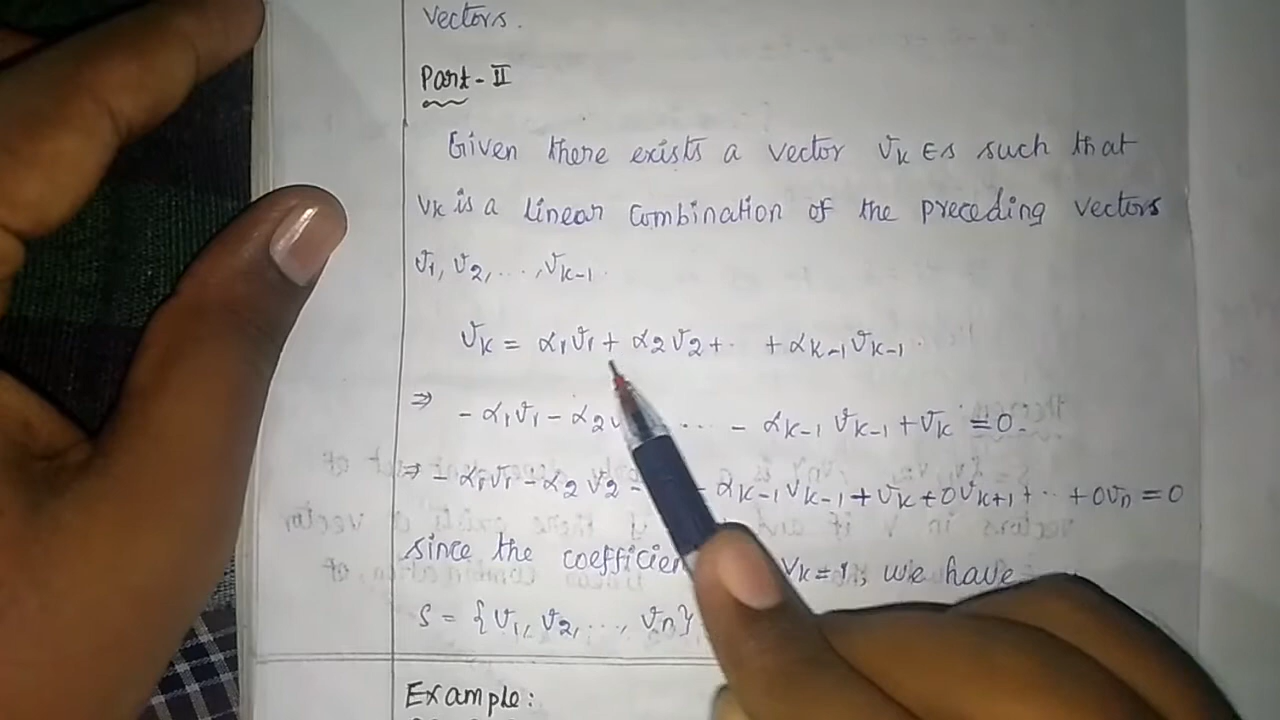 vectors.
Part-II
Given there exists a vector vk ∈ s such that
vk is a linear combination of the preceding vectors
v1, v2, ..., vk-1.
vk = α1v1 + α2v2 + .. + αk-1 vk-1.
⇒ - α1v1 - α2v ... - αk-1 vk-1 + vk = 0.
⇒ - α1v1 - α2 v2 - - αk-1vk-1 + vk + 0vk+1 + .. + 0vn = 0
since the vk = 1, we have
S = {v1, v2, ..., vn}
Example: